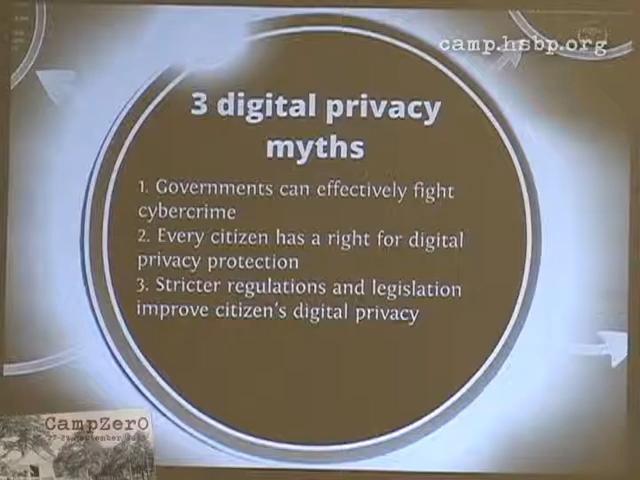 camp.hsbp.org
3 digital privacy
myths
1. Governments can effectively fight
cybercrime
2. Every citizen has a right for digital
privacy protection
3. Stricter regulations and legislation
improve citizen's digital privacy
CampZer0
September